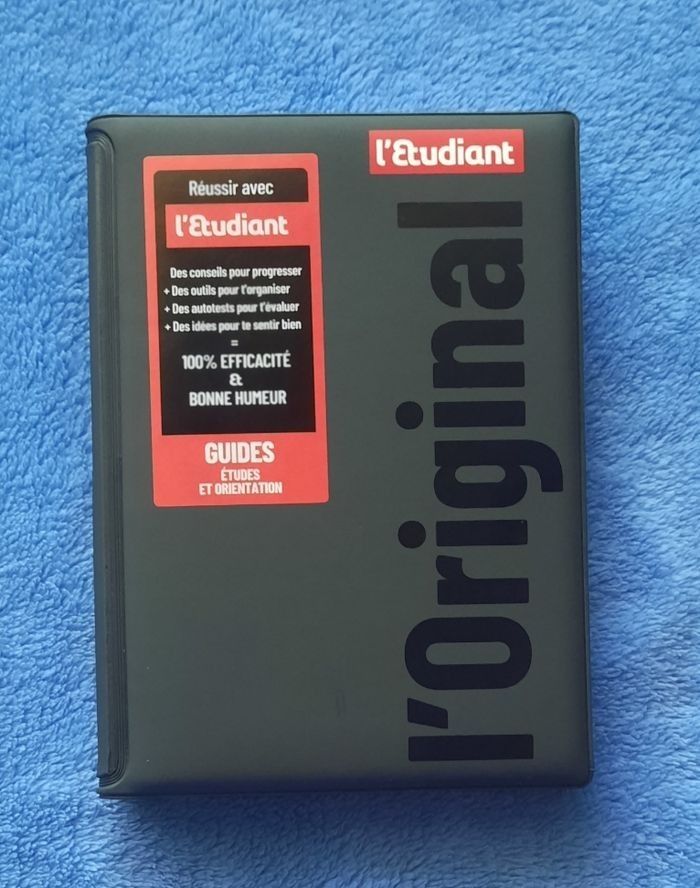 Réussir avec
l'Etudiant
Des conseils pour progresser
+ Des outils pour t'organiser
+ Des autotests pour t'évaluer
+ Des idées pour te sentir bien
=
100% EFFICACITÉ
&
BONNE HUMEUR
GUIDES
ÉTUDES
ET ORIENTATION
l'Etudiant
l'Original